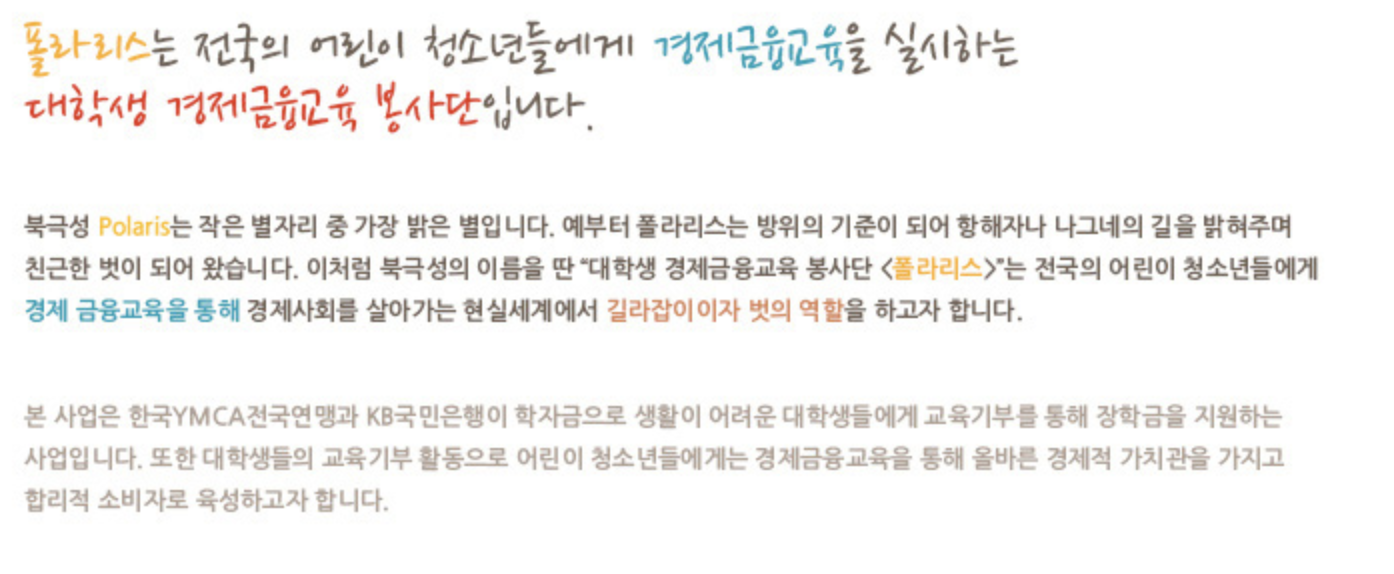 폴라리스는 전국의 어린이 청소년들에게 경제금융교육을 실시하는
대학생 경제금융교육 봉사단입니다.
북극성 Polaris는 작은 별자리 중 가장 밝은 별입니다. 예부터 폴라리스는 방위의 기준이 되어 항해자나 나그네의 길을 밝혀주며
친근한 벗이 되어 왔습니다. 이처럼 북극성의 이름을 딴 “대학생 경제금융교육 봉사단 <폴라리스>”는 전국의 어린이 청소년들에게
경제 금융교육을 통해 경제사회를 살아가는 현실세계에서 길라잡이이자 벗의 역할을 하고자 합니다.
본 사업은 한국YMCA전국연맹과 KB국민은행이 학자금으로 생활이 어려운 대학생들에게 교육기부를 통해 장학금을 지원하는
사업입니다. 또한 대학생들의 교육기부 활동으로 어린이 청소년들에게는 경제금융교육을 통해 올바른 경제적 가치관을 가지고
합리적 소비자로 육성하고자 합니다.